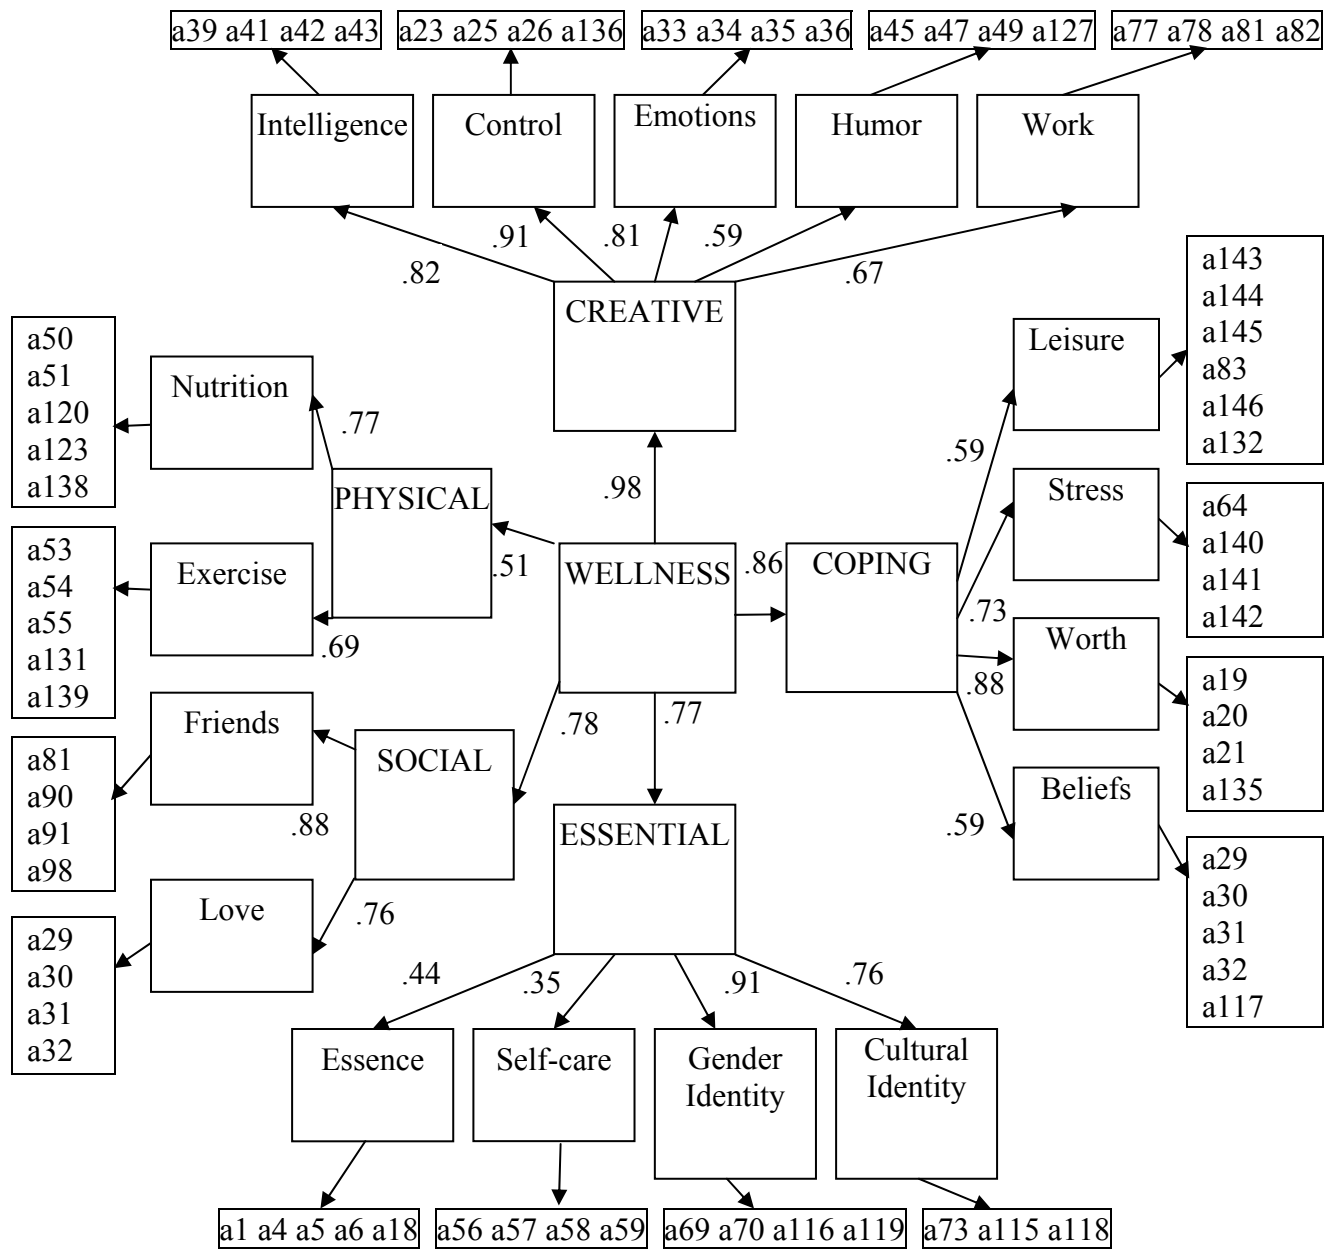 a39 a41 a42 a43
a23 a25 a26 a136
a33 a34 a35 a36
a45 a47 a49 a127
a77 a78 a81 a82
Intelligence
Control
Emotions
Humor
Work
.82
.91
.81
.59
.67
CREATIVE
a50
a51
a120
a123
a138
Nutrition
.77
PHYSICAL
a53
a54
a55
a131
a139
Exercise
.69
.51
.98
WELLNESS
.86
COPING
.59
Leisure
a143
a144
a145
a83
a146
a132
.73
Stress
a64
a140
a141
a142
.88
Worth
a19
a20
a21
a135
.59
Beliefs
a29
a30
a31
a32
a117
.78
.77
SOCIAL
Friends
.88
a81
a90
a91
a98
Love
.76
a29
a30
a31
a32
ESSENTIAL
.44
.35
.91
.76
Essence
Self-care
Gender
Identity
Cultural
Identity
a1 a4 a5 a6 a18
a56 a57 a58 a59
a69 a70 a116 a119
a73 a115 a118